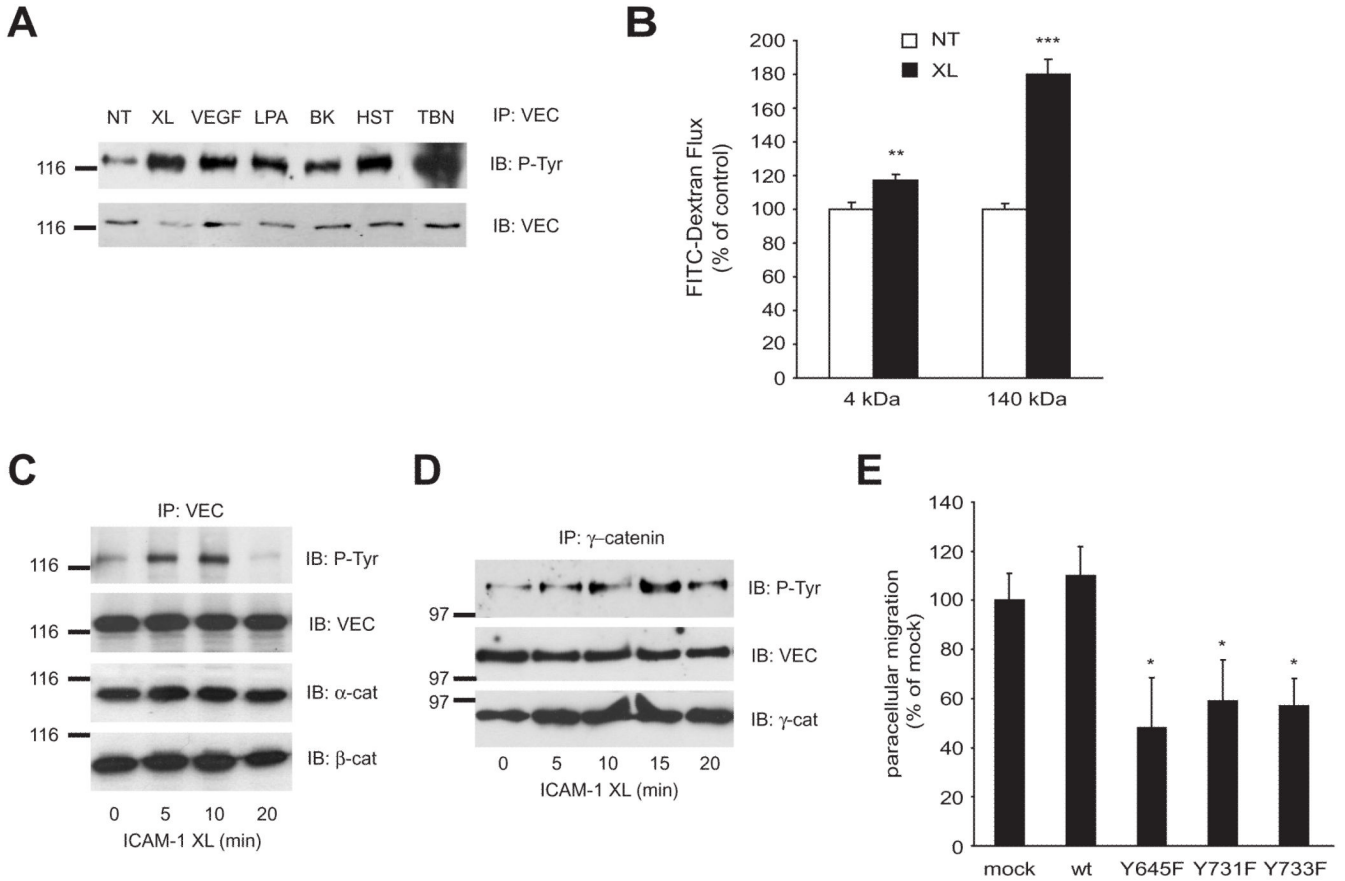 A
NT XL VEGF LPA BK HST TBN IP: VEC
116 IB: P-Tyr
116 IB: VEC
B
FITC-Dextran Flux
(% of control)
200
180
160
140
120
100
80
60
40
20
0
NT
XL
**
***
4 kDa 140 kDa
C
IP: VEC
116 IB: P-Tyr
116 IB: VEC
116 IB: α-cat
116 IB: β-cat
0 5 10 20
ICAM-1 XL (min)
D
IP: γ–catenin
97 IB: P-Tyr
97 IB: VEC
97 IB: γ-cat
0 5 10 15 20
ICAM-1 XL (min)
E
paracellular migration
(% of mock)
140
120
100
80
60
40
20
0
* * *
mock wt Y645F Y731F Y733F